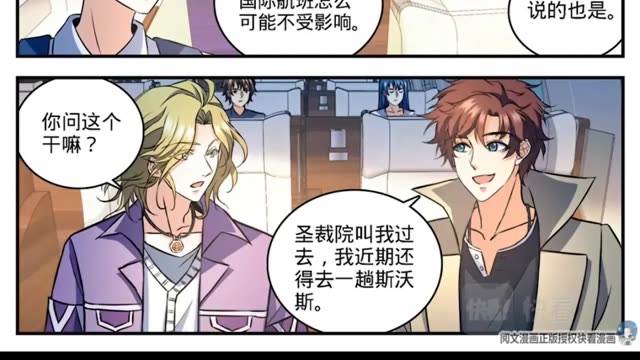 国际航班怎么
可能不受影响。
说的也是。
你问这个
干嘛？
圣裁院叫我过
去，我近期还
得去一趟斯沃
斯。
快看
阅文漫画正版授权快看漫画